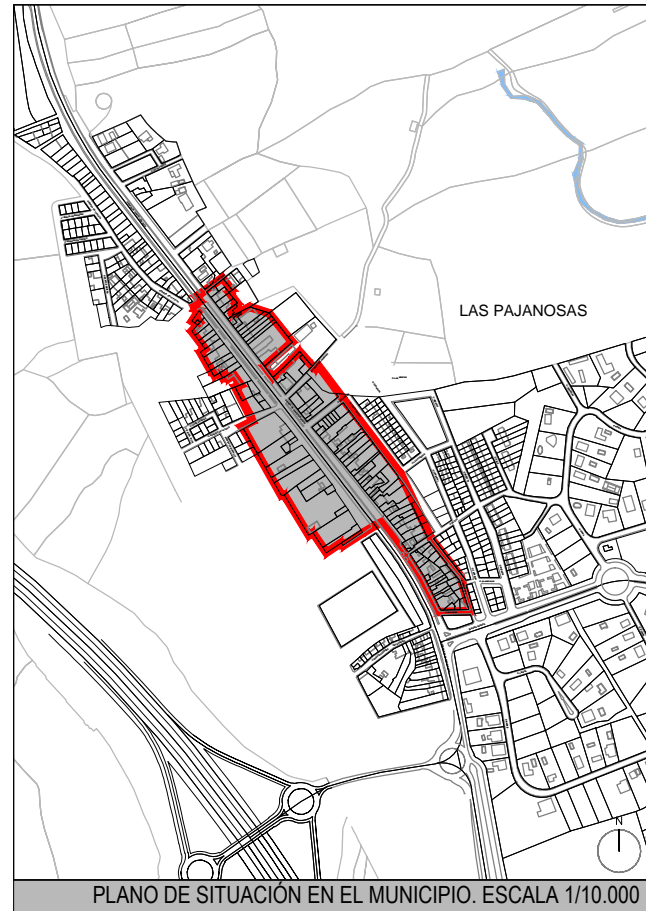 LAS PAJANOSAS
N
PLANO DE SITUACIÓN EN EL MUNICIPIO. ESCALA 1/10.000